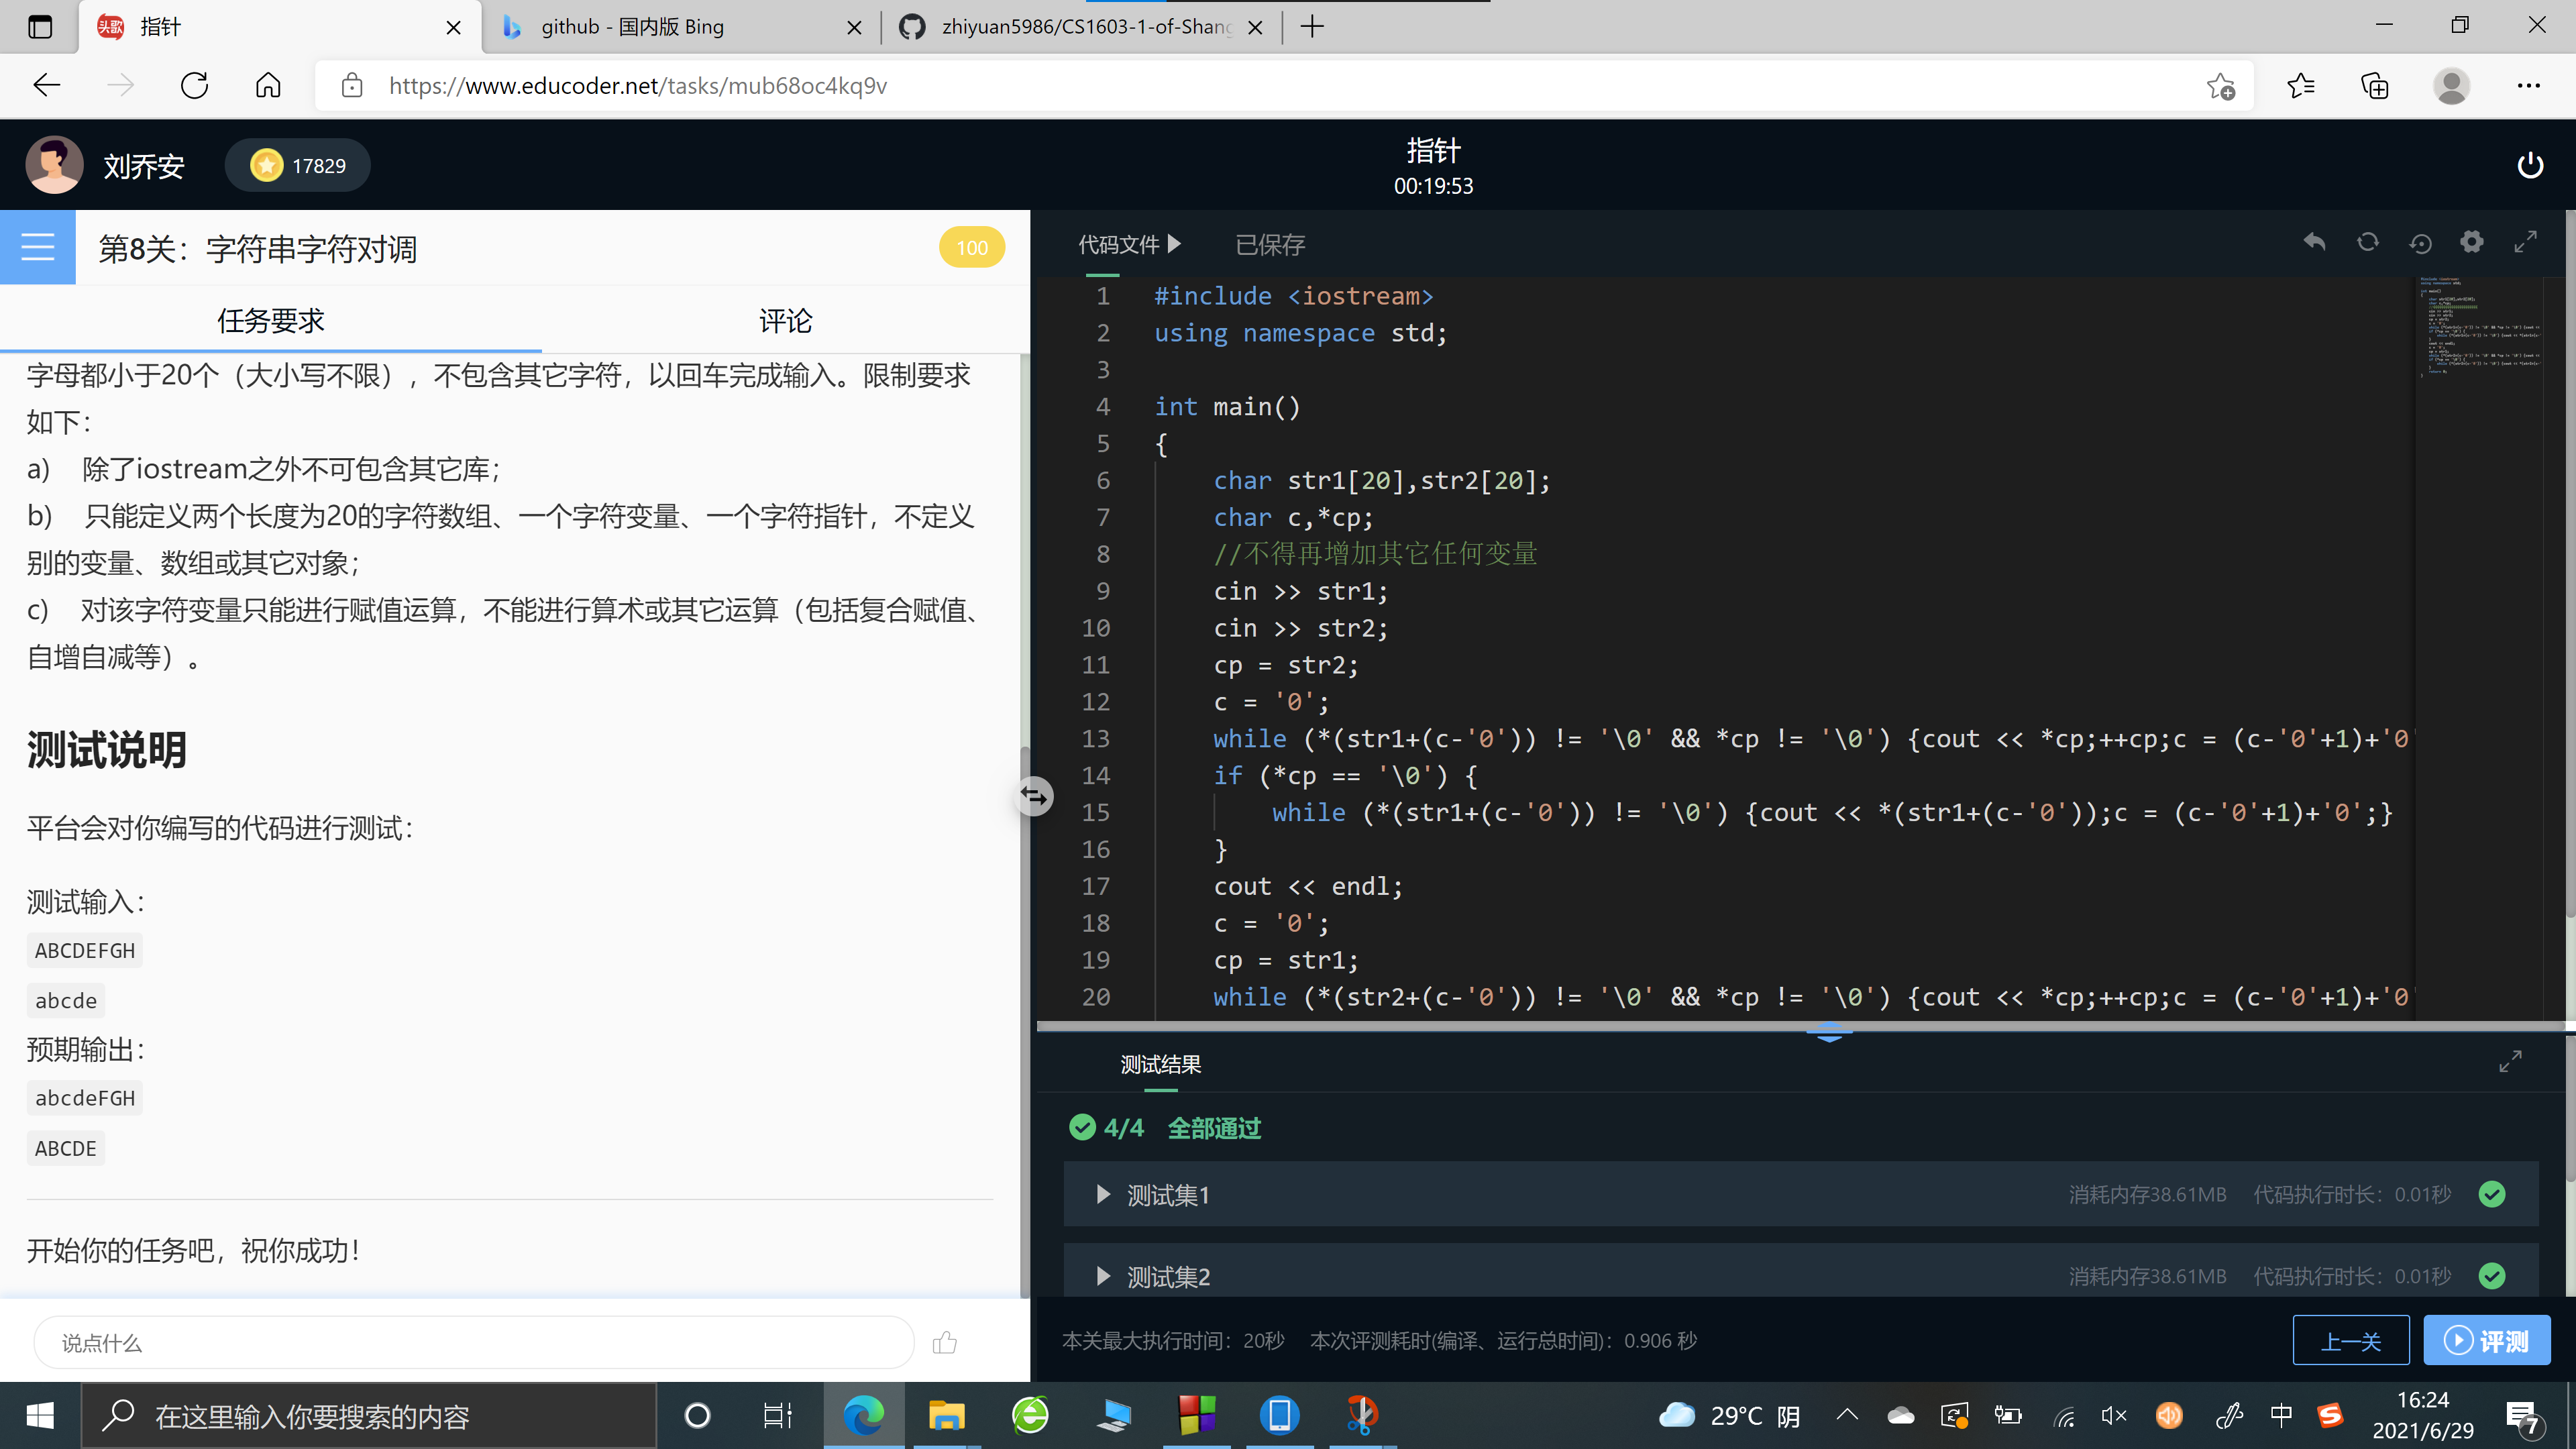 指针
github - 国内版 Bing
zhiyuan5986/CS1603-1-of-Shang
https://www.educoder.net/tasks/mub68oc4kq9v
刘乔安
17829
指针
00:19:53
第8关：字符串字符对调
100
任务要求
评论
字母都小于20个（大小写不限），不包含其它字符，以回车完成输入。限制要求
如下：
a) 除了iostream之外不可包含其它库；
b) 只能定义两个长度为20的字符数组、一个字符变量、一个字符指针，不定义
别的变量、数组或其它对象；
c) 对该字符变量只能进行赋值运算，不能进行算术或其它运算（包括复合赋值、
自增自减等）。
测试说明
平台会对你编写的代码进行测试：
测试输入：
ABCDEFGH
abcde
预期输出：
abcdeFGH
ABCDE
开始你的任务吧，祝你成功！
说点什么
代码文件
已保存
1 #include <iostream>
2 using namespace std;
3
4 int main()
5 {
6 char str1[20],str2[20];
7 char c,*cp;
8 //不得再增加其它任何变量
9 cin >> str1;
10 cin >> str2;
11 cp = str2;
12 c = '0';
13 while (*(str1+(c-'0')) != '\0' && *cp != '\0') {cout << *cp;++cp;c = (c-'0'+1)+'0'
14 if (*cp == '\0') {
15 while (*(str1+(c-'0')) != '\0') {cout << *(str1+(c-'0'));c = (c-'0'+1)+'0';}
16 }
17 cout << endl;
18 c = '0';
19 cp = str1;
20 while (*(str2+(c-'0')) != '\0' && *cp != '\0') {cout << *cp;++cp;c = (c-'0'+1)+'0'
测试结果
4/4 全部通过
测试集1 消耗内存38.61MB 代码执行时长：0.01秒
测试集2 消耗内存38.61MB 代码执行时长：0.01秒
本关最大执行时间：20秒 本次评测耗时(编译、运行总时间)：0.906 秒
上一关
评测
在这里输入你要搜索的内容
29°C 阴
中
16:24
2021/6/29
7